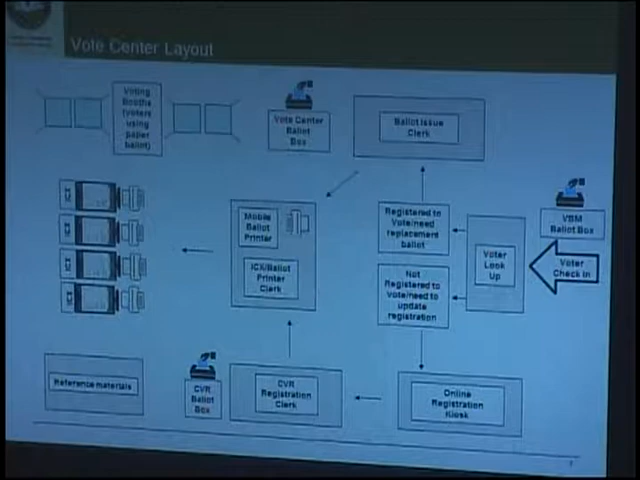 Vote Center Layout
Voting
Booths
(voters
using
paper
ballot)
Vote Center
Ballot
Box
Ballot Issue
Clerk
VBM
Ballot Box
Mobile
Ballot
Printer
Registered to
Vote/need
replacement
ballot
Voter
Look
Up
Voter
Check In
ICX/Ballot
Printer
Clerk
Not
Registered to
Vote/need to
update
registration
Reference materials
CVR
Ballot
Box
CVR
Registration
Clerk
Online
Registration
Kiosk